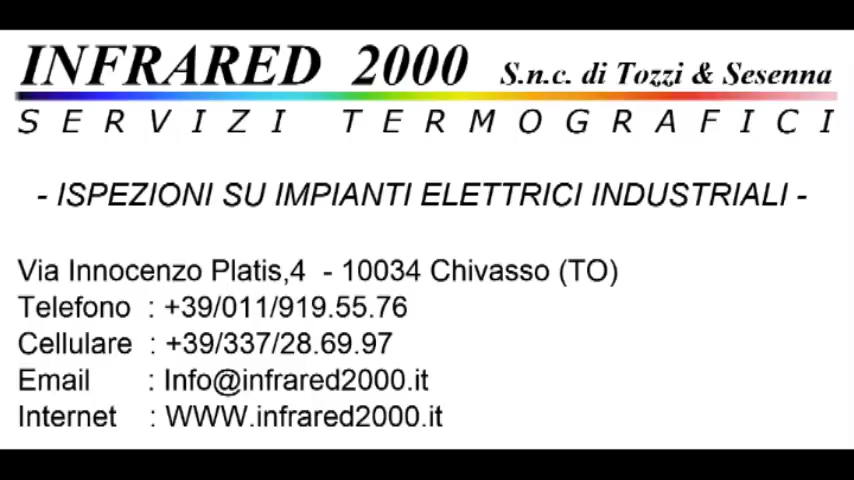 INFRARED 2000 S.n.c. di Tozzi & Sesenna
SERVIZI TERMOGRAFICI
- ISPEZIONI SU IMPIANTI ELETTRICI INDUSTRIALI -
Via Innocenzo Platis,4 - 10034 Chivasso (TO)
Telefono : +39/011/919.55.76
Cellulare : +39/337/28.69.97
Email : Info@infrared2000.it
Internet : WWW.infrared2000.it